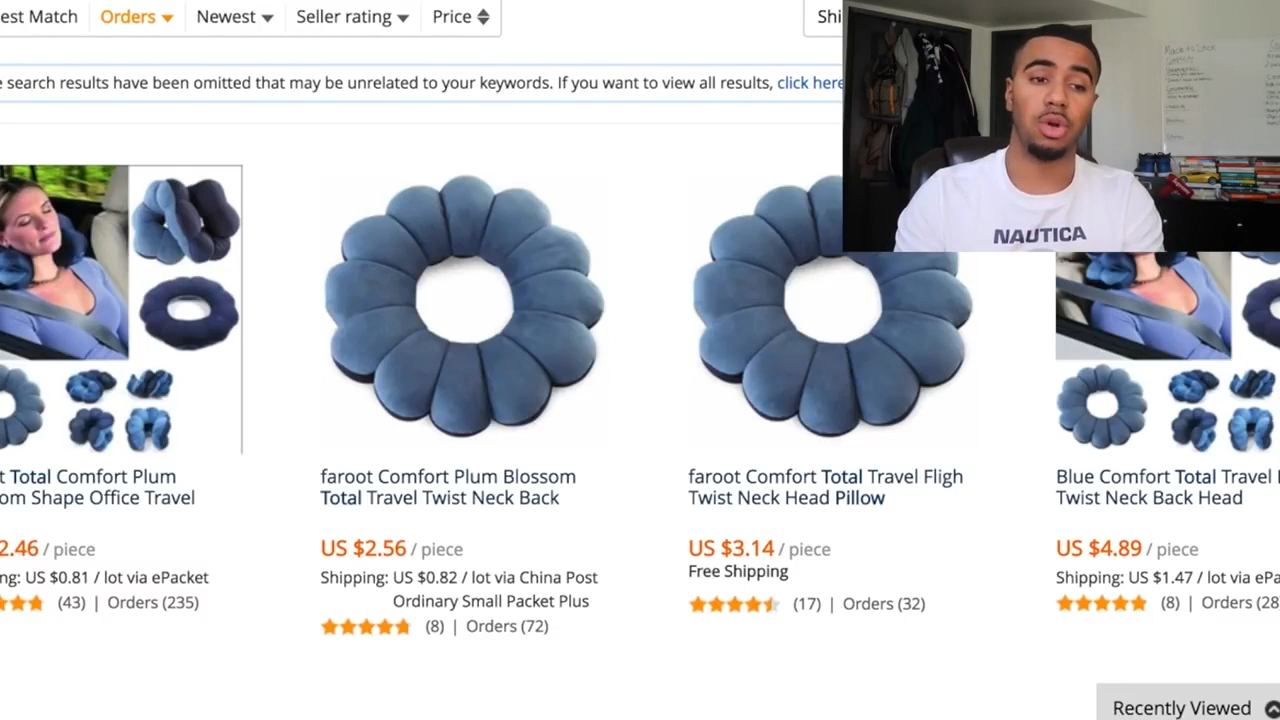 est Match Orders Newest Seller rating Price Shi
e search results have been omitted that may be unrelated to your keywords. If you want to view all results, click here
NAUTICA
t Total Comfort Plum
om Shape Office Travel
2.46 / piece
ng: US $0.81 / lot via ePacket
(43) | Orders (235)
faroot Comfort Plum Blossom
Total Travel Twist Neck Back
US $2.56 / piece
Shipping: US $0.82 / lot via China Post
Ordinary Small Packet Plus
(8) | Orders (72)
faroot Comfort Total Travel Fligh
Twist Neck Head Pillow
US $3.14 / piece
Free Shipping
(17) | Orders (32)
Blue Comfort Total Travel
Twist Neck Back Head
US $4.89 / piece
Shipping: US $1.47 / lot via ePa
(8) | Orders (28
Recently Viewed